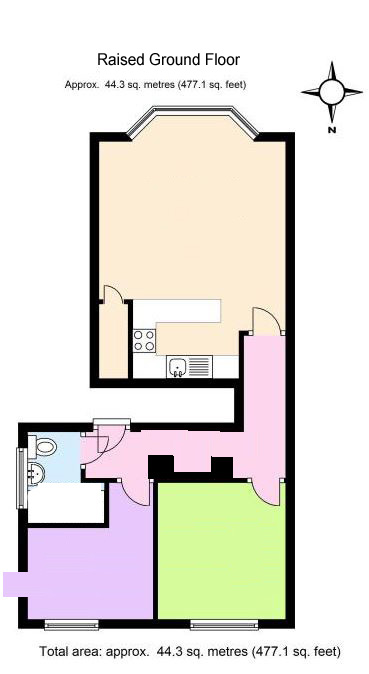 Raised Ground Floor
Approx. 44.3 sq. metres (477.1 sq. feet)
N
Total area: approx. 44.3 sq. metres (477.1 sq. feet)